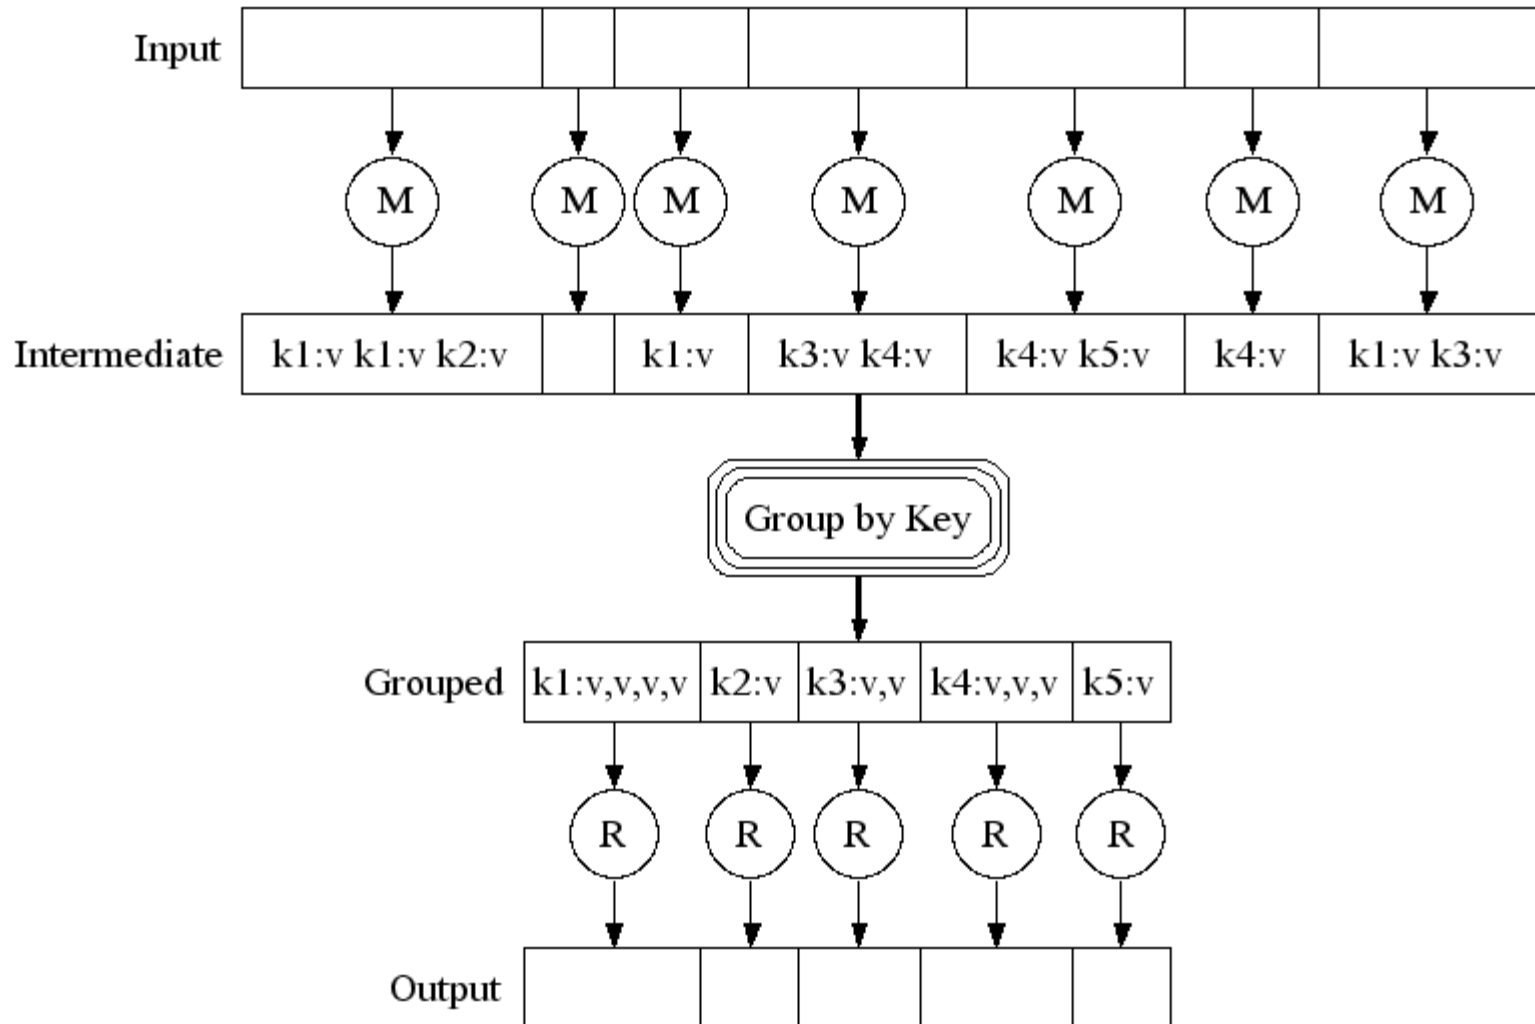 Input
M M M M M M M
Intermediate k1:v k1:v k2:v k1:v k3:v k4:v k4:v k5:v k4:v k1:v k3:v
Group by Key
Grouped k1:v,v,v,v k2:v k3:v,v k4:v,v,v k5:v
R R R R R
Output